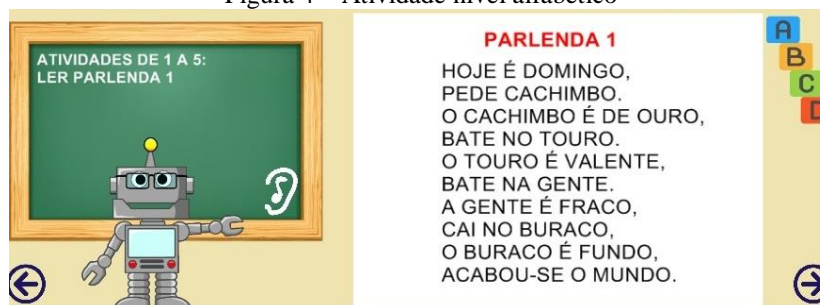 Figura 4 – Atividade nível alfabético
ATIVIDADES DE 1 A 5:
LER PARLENDA 1
PARLENDA 1
HOJE É DOMINGO,
PEDE CACHIMBO.
O CACHIMBO É DE OURO,
BATE NO TOURO.
O TOURO É VALENTE,
BATE NA GENTE.
A GENTE É FRACO,
CAI NO BURACO,
O BURACO É FUNDO,
ACABOU-SE O MUNDO.
A
B
C
D